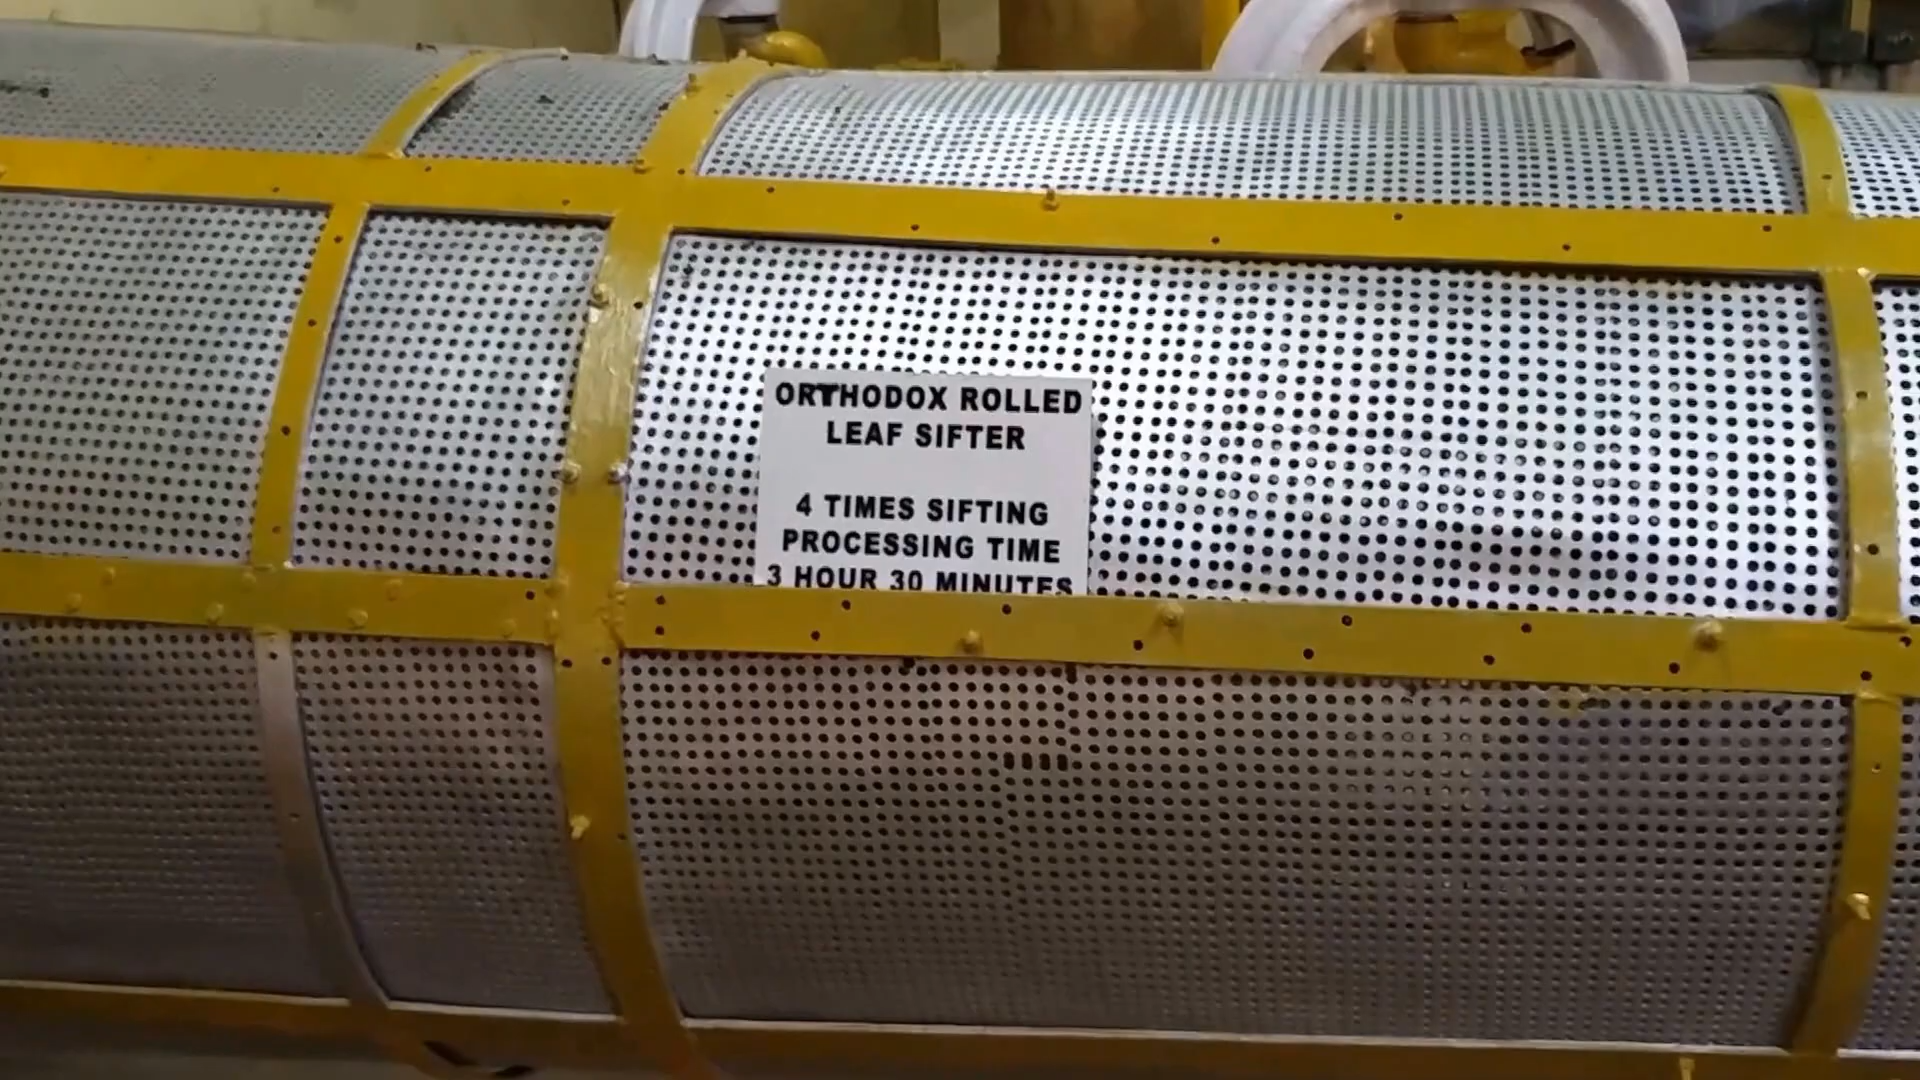 ORTHODOX ROLLED
LEAF SIFTER
4 TIMES SIFTING
PROCESSING TIME
3 HOUR 30 MINUTES